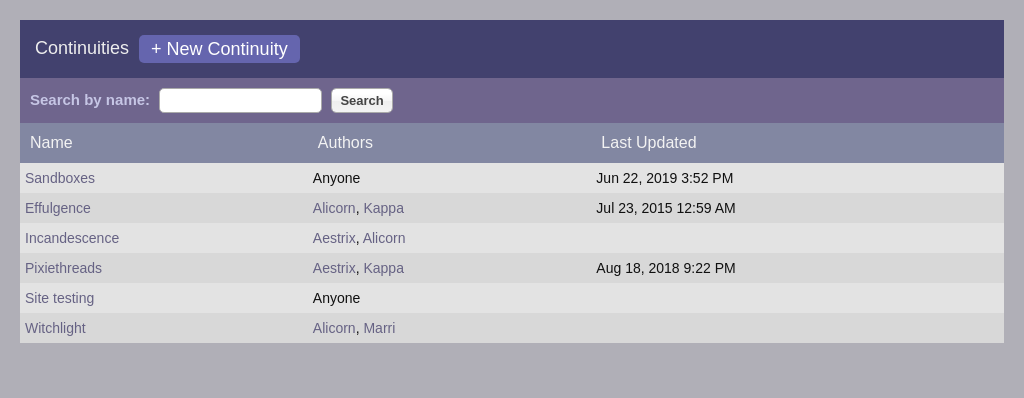 Continuities + New Continuity
Search by name: Search
Name Authors Last Updated
Sandboxes Anyone Jun 22, 2019 3:52 PM
Effulgence Alicorn, Kappa Jul 23, 2015 12:59 AM
Incandescence Aestrix, Alicorn
Pixiethreads Aestrix, Kappa Aug 18, 2018 9:22 PM
Site testing Anyone
Witchlight Alicorn, Marri